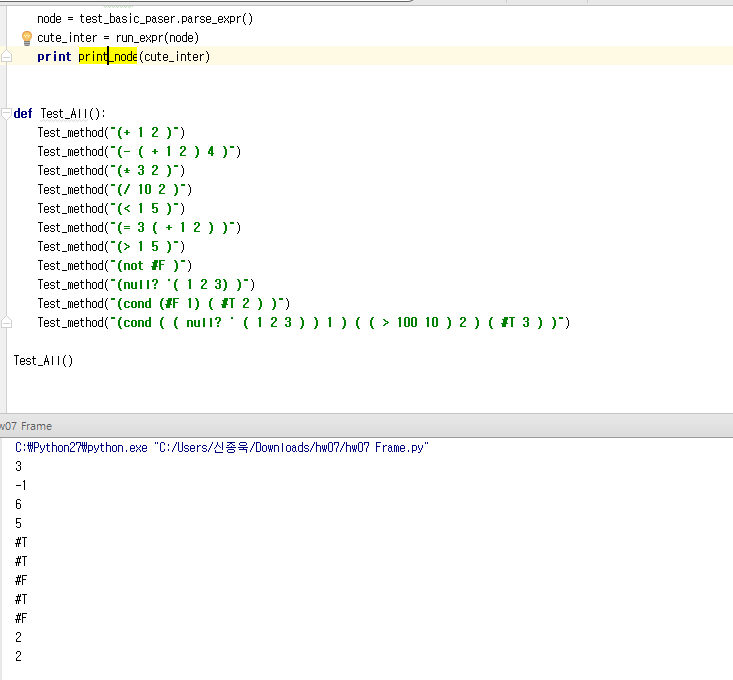 node = test_basic_paser.parse_expr()
cute_inter = run_expr(node)
print print_node(cute_inter)
def Test_All():
Test_method("(+ 1 2 )")
Test_method("(- ( + 1 2 ) 4 )")
Test_method("(* 3 2 )")
Test_method("(/ 10 2 )")
Test_method("(< 1 5 )")
Test_method("(= 3 ( + 1 2 ) )")
Test_method("(> 1 5 )")
Test_method("(not #F )")
Test_method("(null? '( 1 2 3) )")
Test_method("(cond (#F 1) ( #T 2 ) )")
Test_method("(cond ( ( null? ' ( 1 2 3 ) ) 1 ) ( ( > 100 10 ) 2 ) ( #T 3 ) )")
Test_All()
w07 Frame
C:₩Python27₩python.exe "C:/Users/신종욱/Downloads/hw07/hw07 Frame.py"
3
-1
6
5
#T
#T
#F
#T
#F
2
2